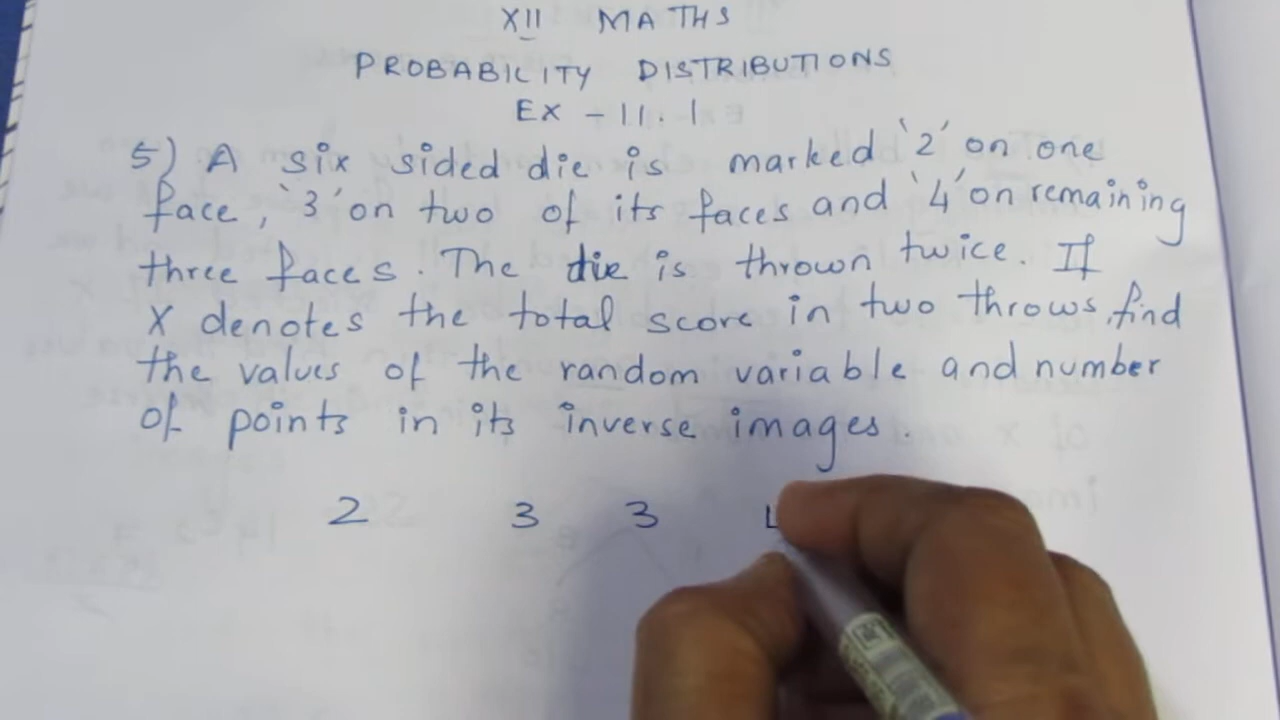 XII MATHS
PROBABILITY DISTRIBUTIONS
EX - 11.1
5) A six sided die is marked '2' on one
face, '3' on two of its faces and '4' on remaining
three faces. The die is thrown twice. If
X denotes the total score in two throws, find
the values of the random variable and number
of points in its inverse images.
2 3 3